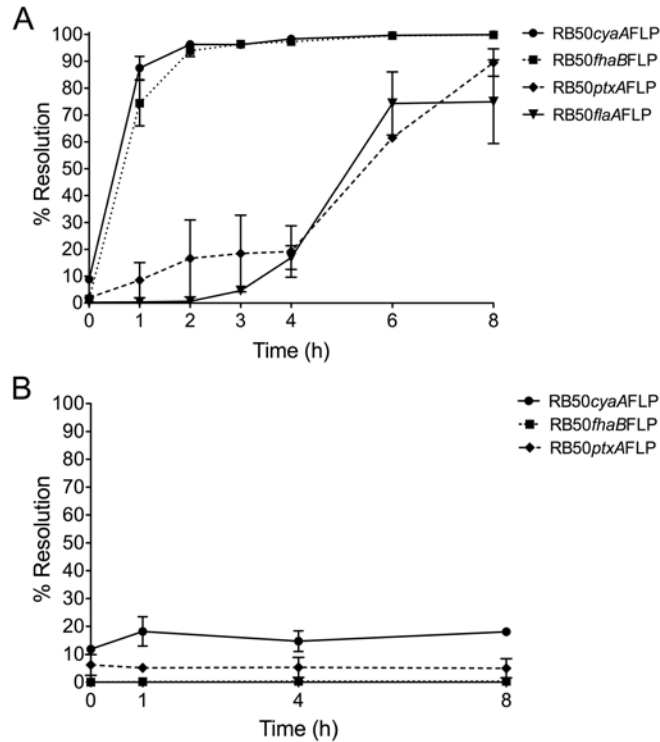 A
100
90
80
70
60
50
40
30
20
10
0
% Resolution
0 1 2 3 4 6 8
Time (h)
RB50cyaAFLP
RB50fhaBFLP
RB50ptxAFLP
RB50flaAFLP
B
100
90
80
70
60
50
40
30
20
10
0
% Resolution
0 1 4 8
Time (h)
RB50cyaAFLP
RB50fhaBFLP
RB50ptxAFLP